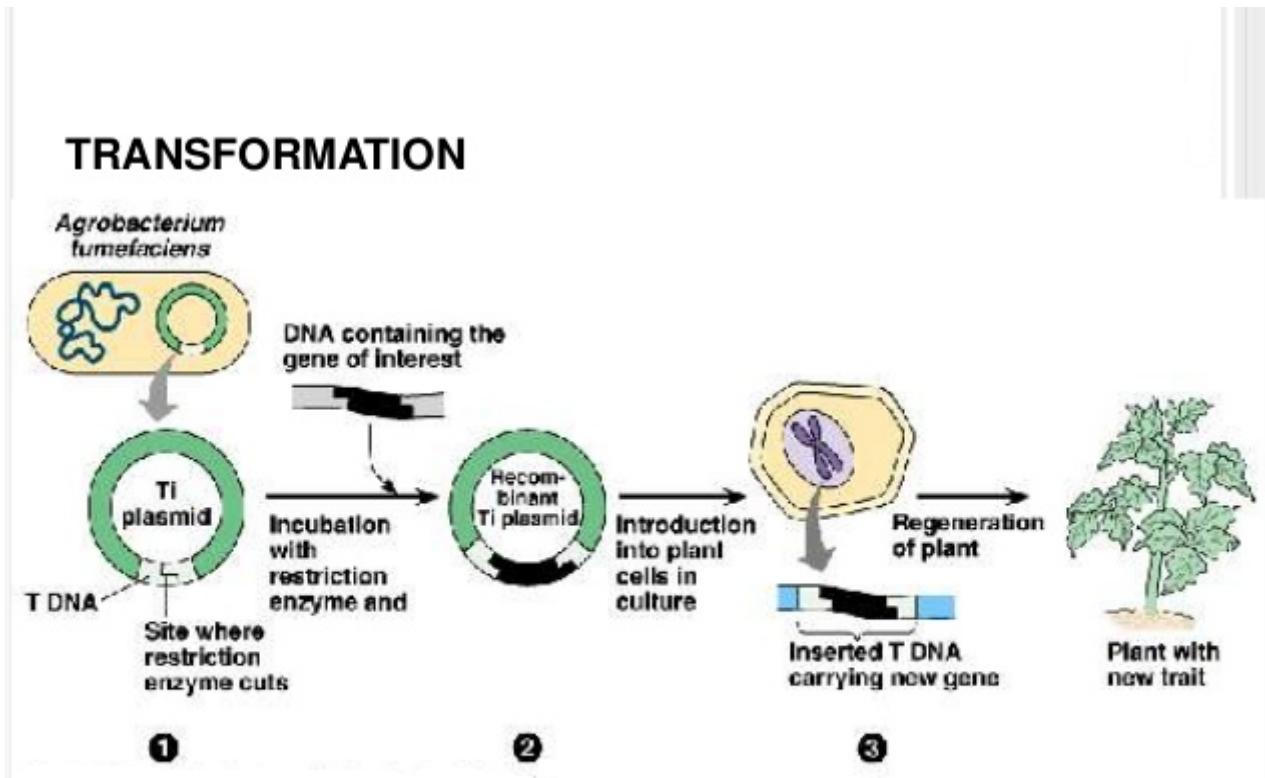 TRANSFORMATION
Agrobacterium
tumefaciens
DNA containing the
gene of interest
Ti
plasmid
Recom-
binant
Ti plasmid
Incubation
with
restriction
enzyme and
Introduction
into plant
cells in
culture
Regeneration
of plant
T DNA
Site where
restriction
enzyme cuts
Inserted T DNA
carrying new gene
Plant with
new trait
1
2
3